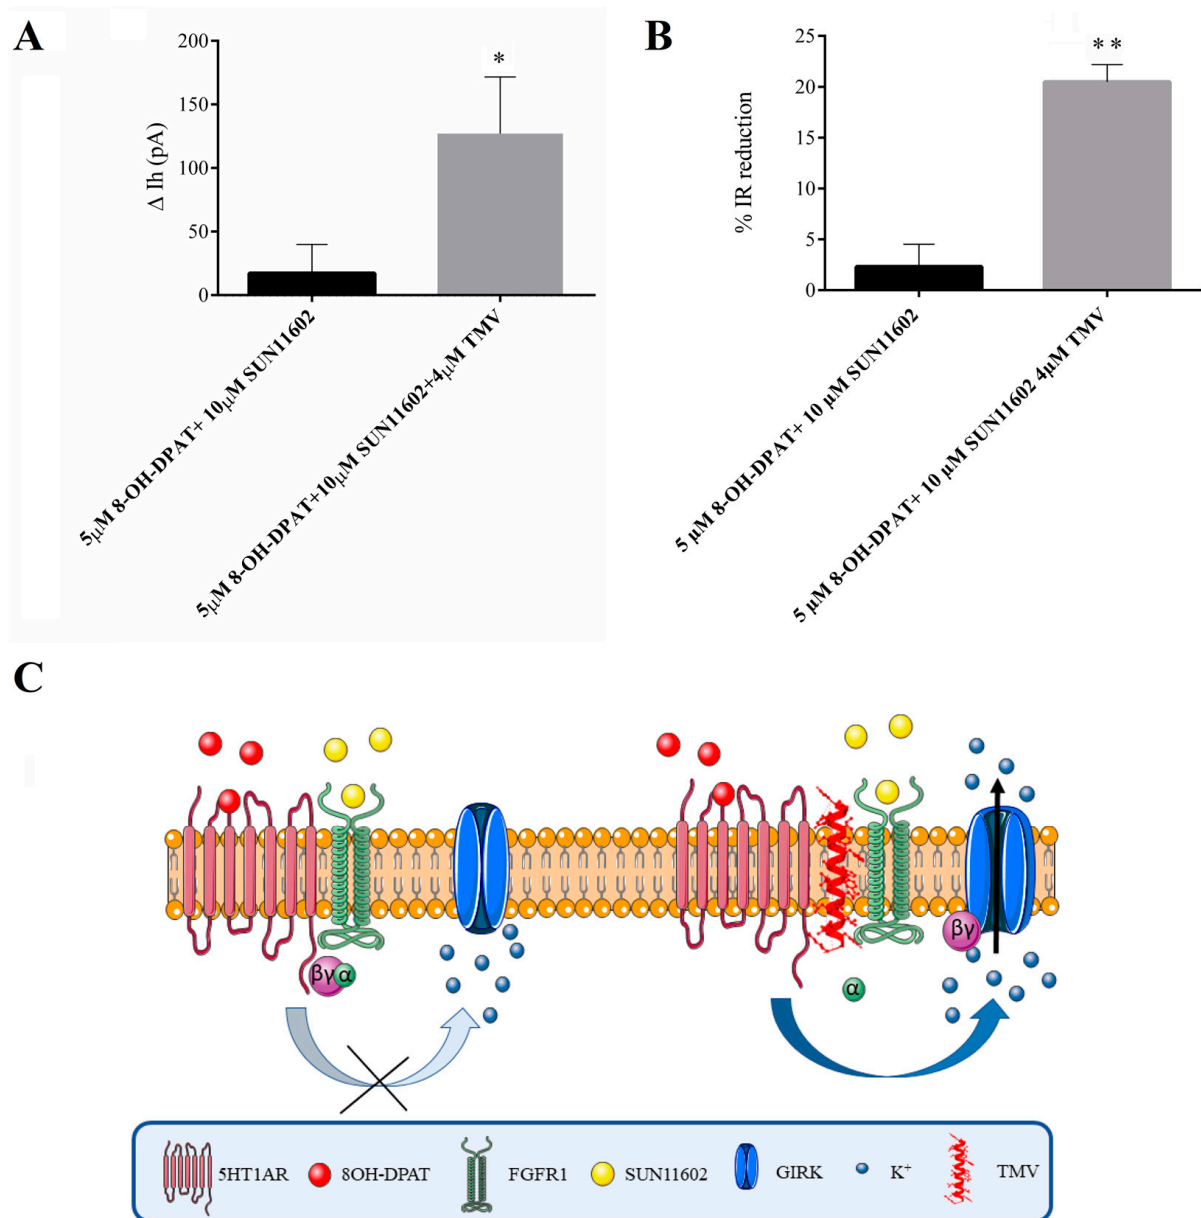 A
200
150
100
50
0
Δ Ih (pA)
*
5μM 8-OH-DPAT+ 10μM SUN11602
5μM 8-OH-DPAT+10μM SUN11602+4μM TMV
B
25
20
15
10
5
0
% IR reduction
**
5 μM 8-OH-DPAT+ 10 μM SUN11602
5 μM 8-OH-DPAT+ 10 μM SUN11602 4μM TMV
C
βγ α
α
βγ
5HT1AR
8OH-DPAT
FGFR1
SUN11602
GIRK
K⁺
TMV